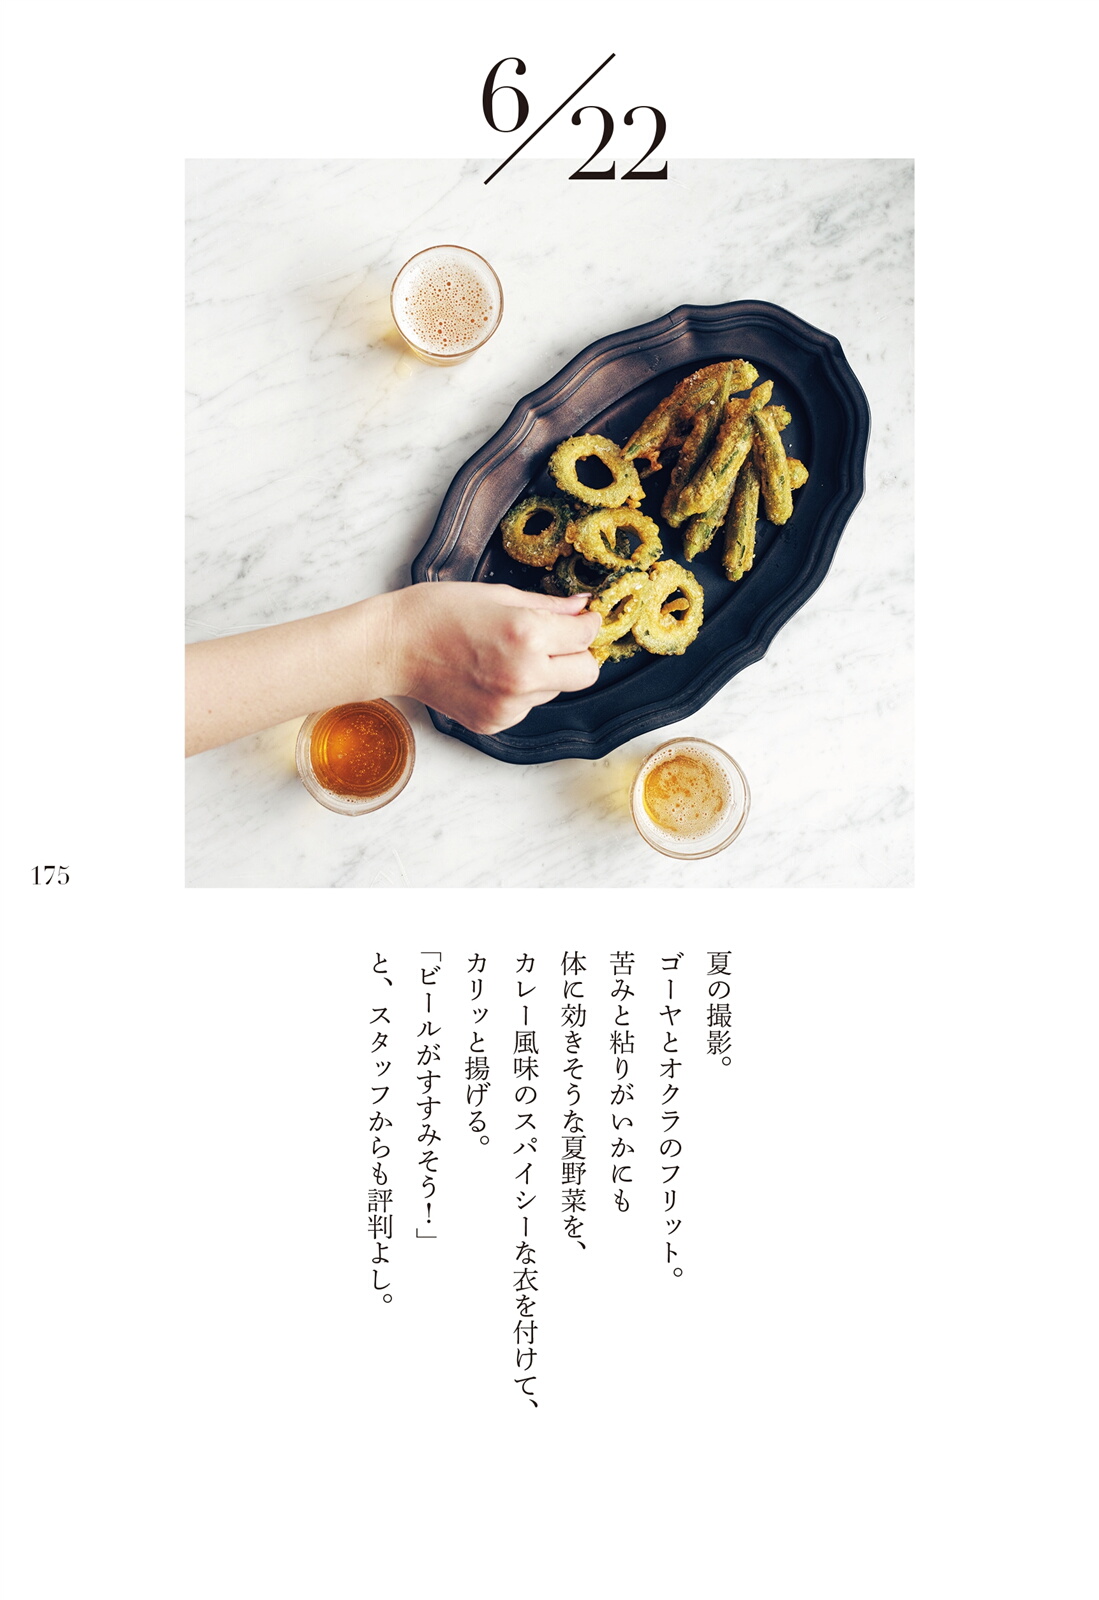 6/22
175
夏の撮影。
ゴーヤとオクラのフリット。
苦みと粘りがいかにも
体に効きそうな夏野菜を、
カレー風味のスパイシーな衣を付けて、
カリッと揚げる。
「ビールがすすみそう！」
と、スタッフからも評判よし。